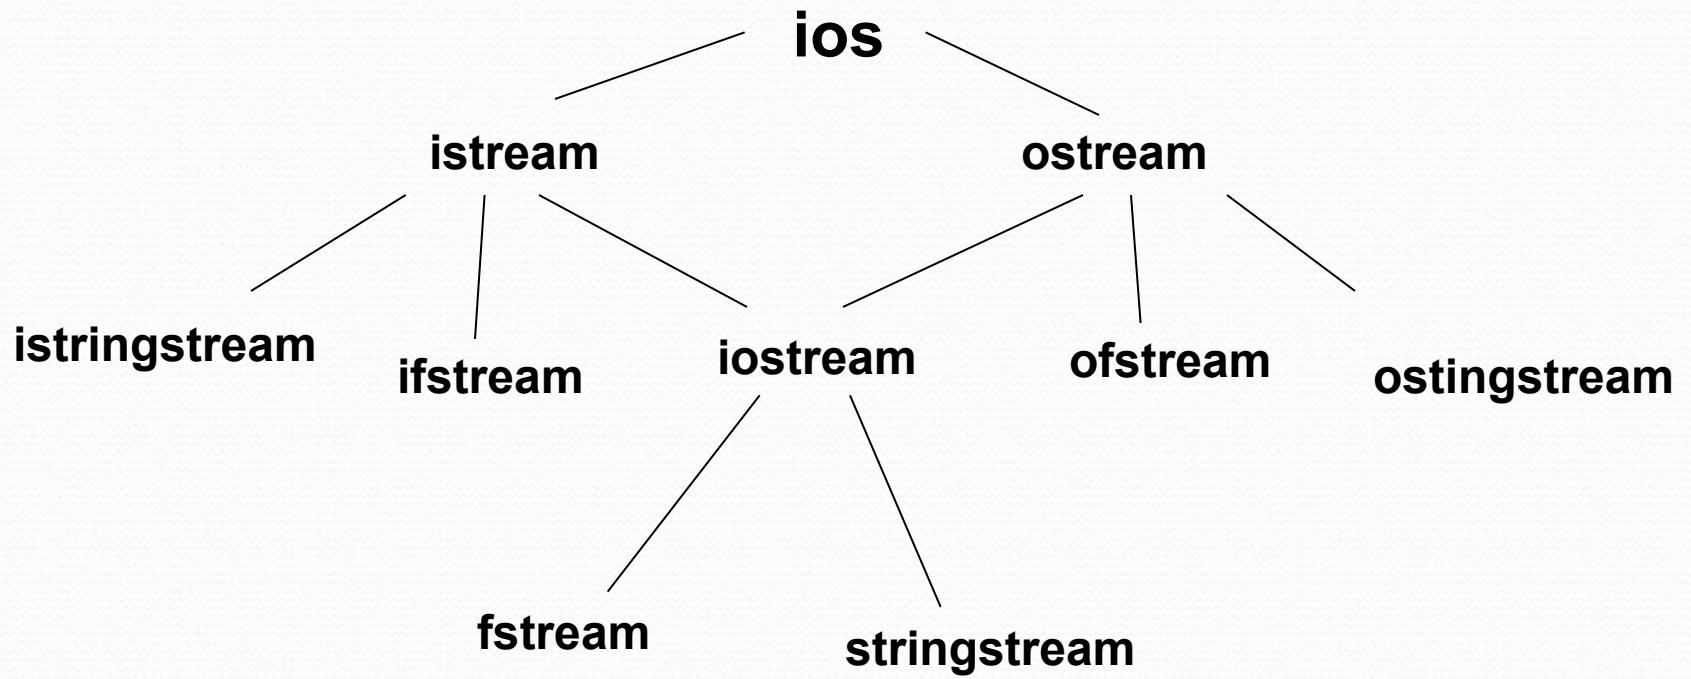 ios
istream
ostream
istringstream
ifstream
iostream
ofstream
ostingstream
fstream
stringstream